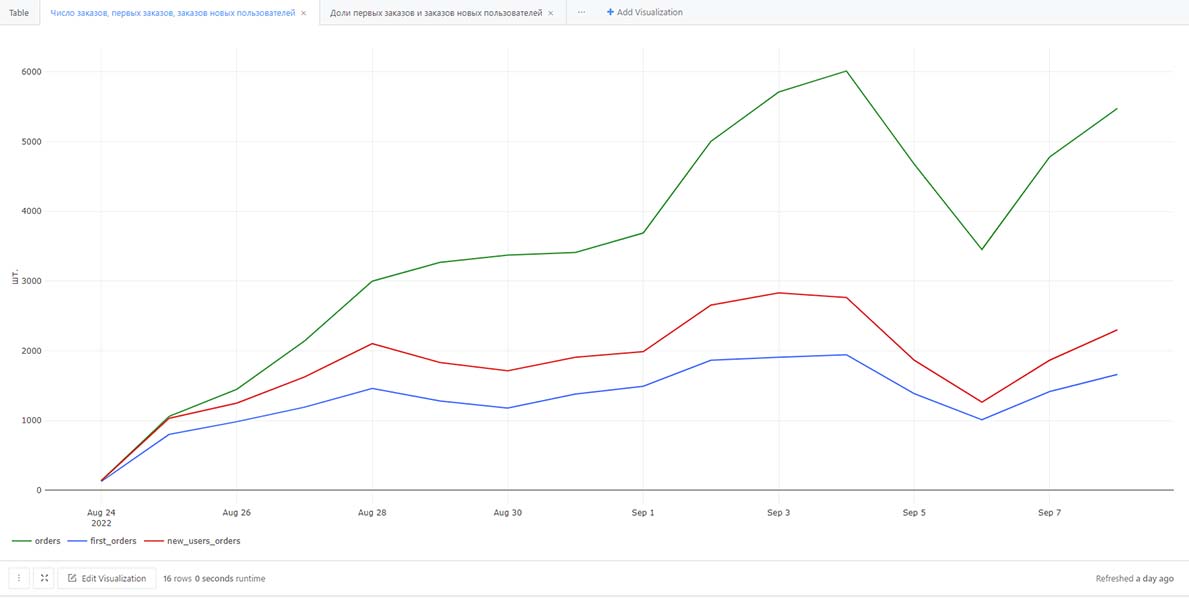 Table Число заказов, первых заказов, заказов новых пользователей × Доли первых заказов и заказов новых пользователей × ··· + Add Visualization
6000
5000
4000
шт.
3000
2000
1000
0
Aug 24 Aug 26 Aug 28 Aug 30 Sep 1 Sep 3 Sep 5 Sep 7
2022
orders first_orders new_users_orders
Edit Visualization 16 rows 0 seconds runtime Refreshed a day ago